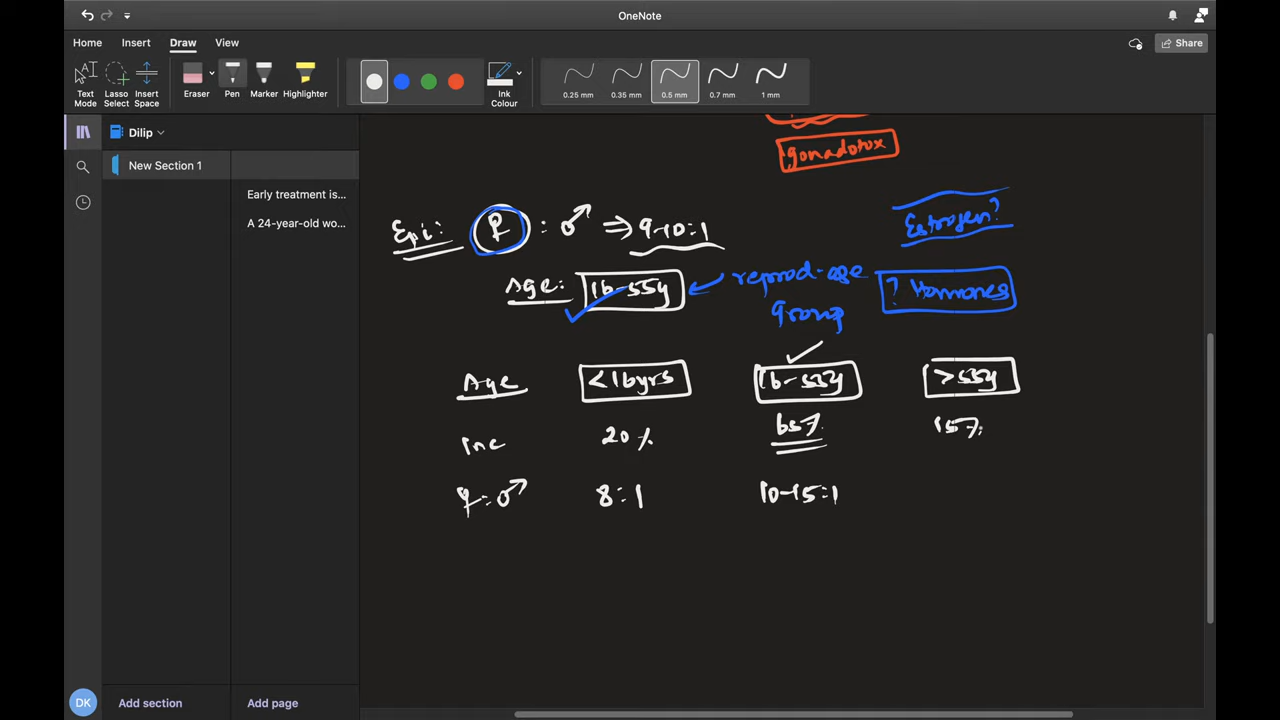 OneNote
Home Insert Draw View
Share
Text Mode
Lasso Select
Insert Space
Eraser
Pen
Marker
Highlighter
Ink Colour
0.25 mm
0.35 mm
0.5 mm
0.7 mm
1 mm
Dilip
New Section 1
Early treatment is...
A 24-year-old wo...
gonadotox
Epi: ♀ : ♂ ⇒ 9-10:1
Estrogen?
Age: 16-55y
reprod-age group
? Hormones
Age <16yrs 16-55y >55y
Inc 20% 65% 15%
♀:♂ 8:1 10-15:1
DK
Add section
Add page